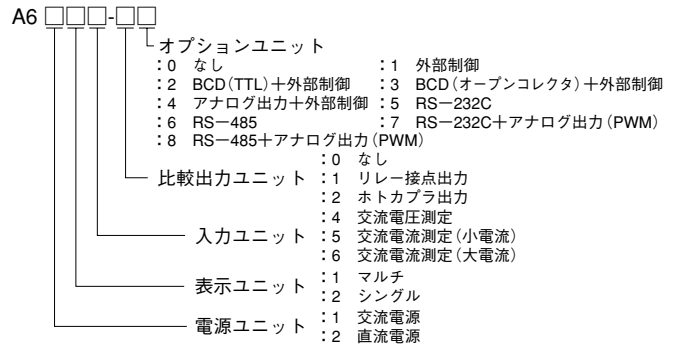 A6 □□□-□□
オプションユニット
：0 なし ：1 外部制御
：2 BCD（TTL）＋外部制御 ：3 BCD（オープンコレクタ）＋外部制御
：4 アナログ出力＋外部制御 ：5 RS－232C
：6 RS－485 ：7 RS－232C＋アナログ出力（PWM）
：8 RS－485＋アナログ出力（PWM）
：0 なし
比較出力ユニット ：1 リレー接点出力
：2 ホトカプラ出力
：4 交流電圧測定
入力ユニット ：5 交流電流測定（小電流）
：6 交流電流測定（大電流）
表示ユニット ：1 マルチ
：2 シングル
電源ユニット ：1 交流電源
：2 直流電源